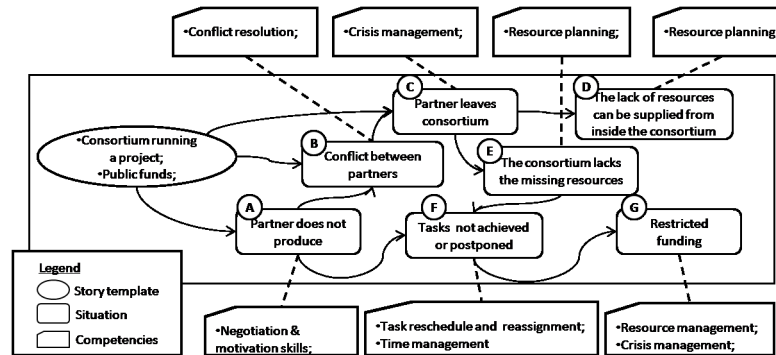 •Conflict resolution;
•Crisis management;
•Resource planning;
•Resource planning
C
Partner leaves
consortium
D
The lack of resources
can be supplied from
inside the consortium
•Consortium running
a project;
•Public funds;
B
Conflict between
partners
E
The consortium lacks
the missing resources
A
Partner does not
produce
F
Tasks not achieved
or postponed
G
Restricted
funding
Legend
Story template
Situation
Competencies
•Negotiation &
motivation skills;
•Task reschedule and reassignment;
•Time management
•Resource management;
•Crisis management;